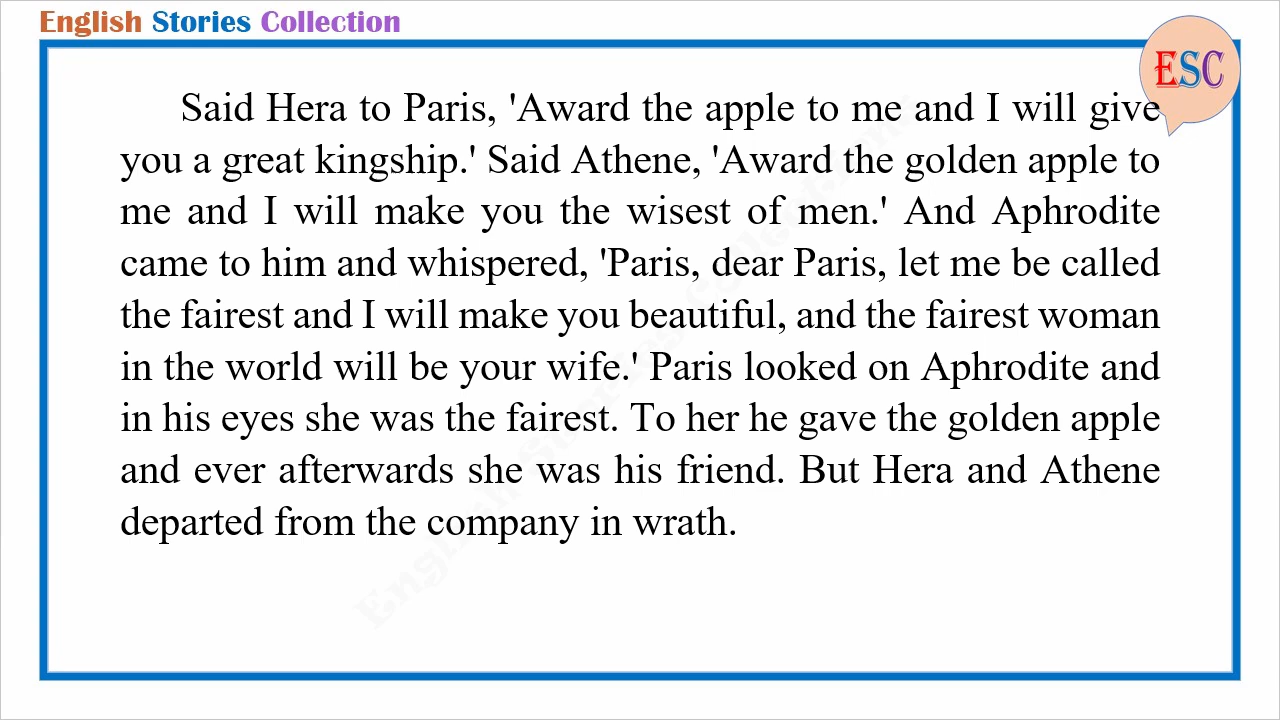 English Stories Collection
ESC
Said Hera to Paris, 'Award the apple to me and I will give
you a great kingship.' Said Athene, 'Award the golden apple to
me and I will make you the wisest of men.' And Aphrodite
came to him and whispered, 'Paris, dear Paris, let me be called
the fairest and I will make you beautiful, and the fairest woman
in the world will be your wife.' Paris looked on Aphrodite and
in his eyes she was the fairest. To her he gave the golden apple
and ever afterwards she was his friend. But Hera and Athene
departed from the company in wrath.